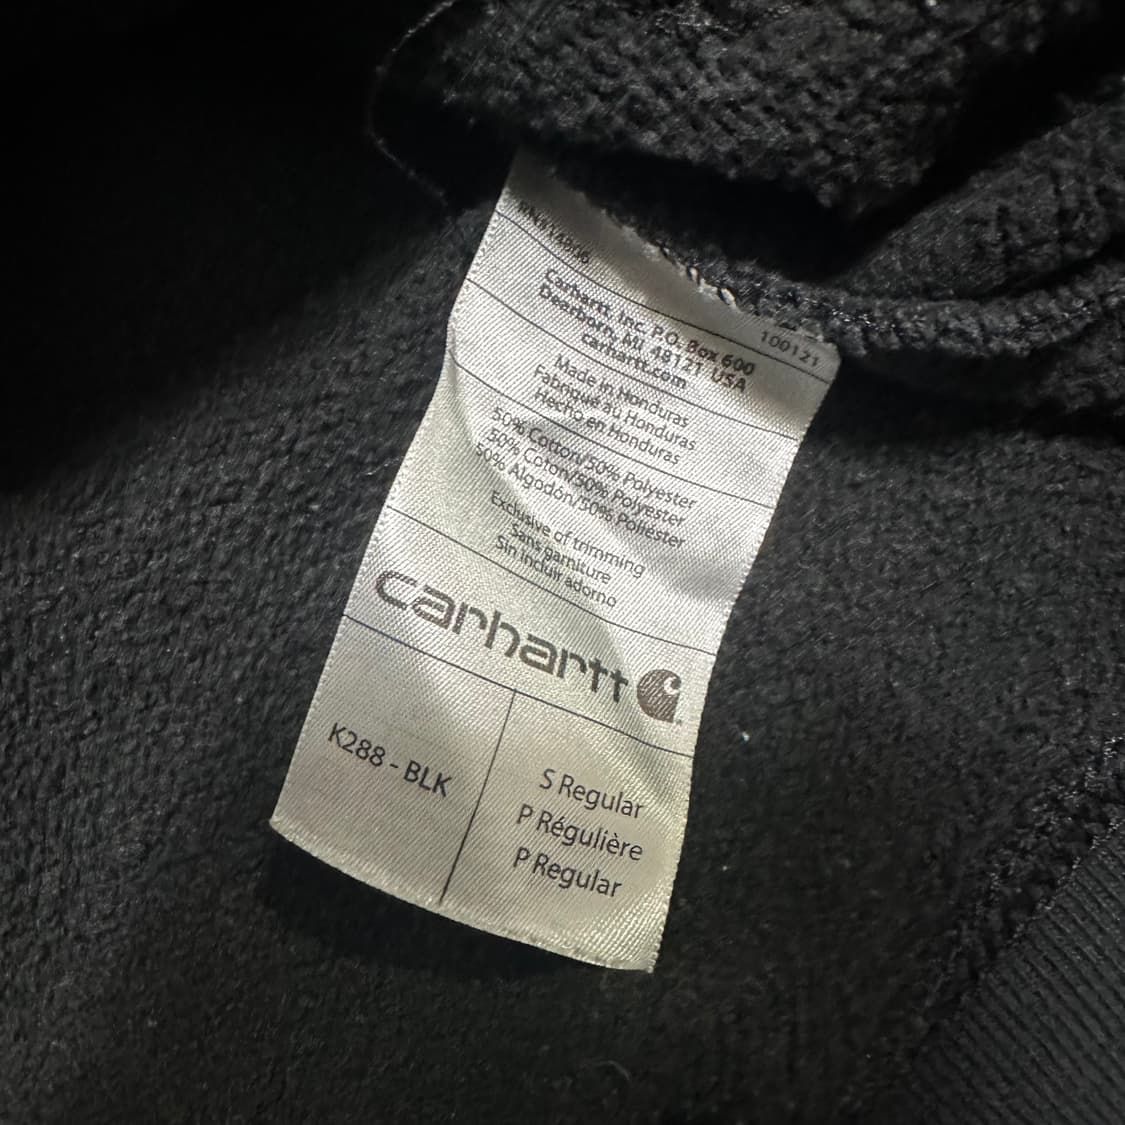 100121
Carhartt, Inc. P.O. Box 600
Dearborn, MI 48121 USA
carhartt.com
Made in Honduras
Fabriqué au Honduras
Hecho en Honduras
50% Cotton/50% Polyester
50% Coton/50% Polyester
50% Algodón/50% Poliéster
Exclusive of trimming
Sans garniture
Sin incluir adorno
carhartt
K288 - BLK
S Regular
P Régulière
P Regular